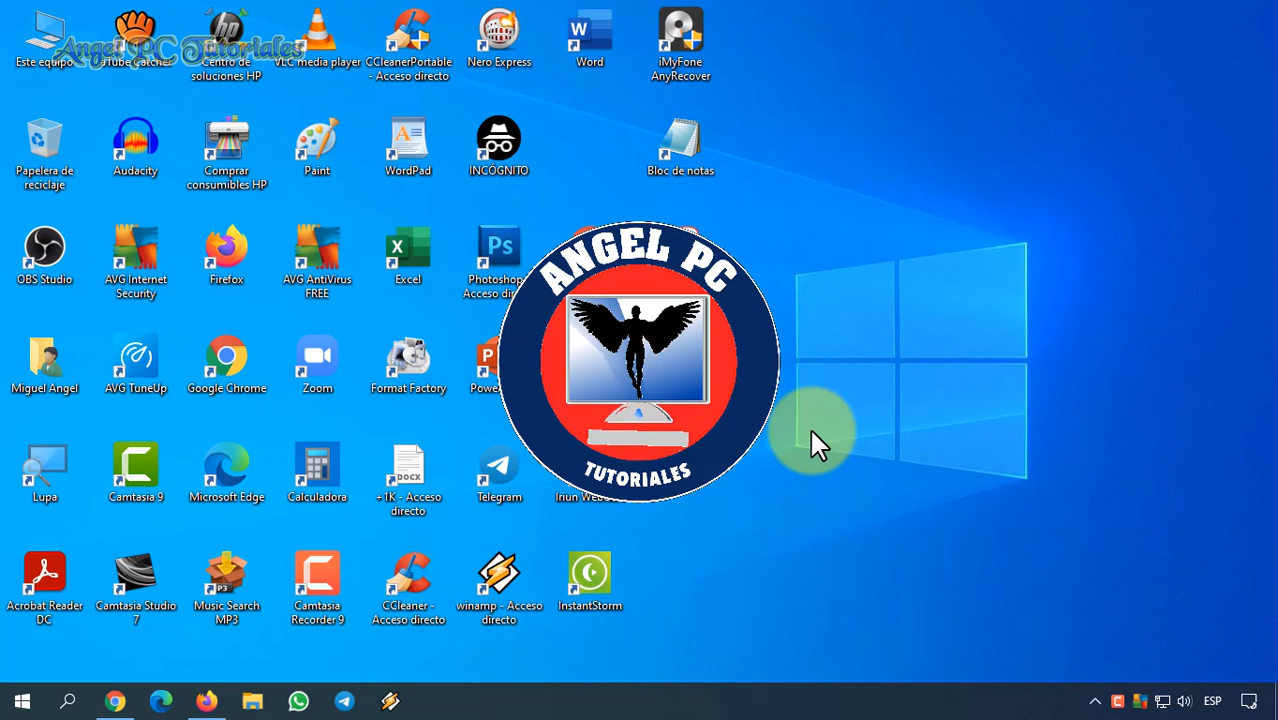 Angel PC Tutoriales
Este equipo
aTube Catcher
Centro de
soluciones HP
VLC media player
CCleanerPortable
- Acceso directo
Nero Express
W
Word
iMyFone
AnyRecover
Papelera de
reciclaje
Audacity
Comprar
consumibles HP
Paint
WordPad
INCÓGNITO
Bloc de notas
OBS Studio
AVG Internet
Security
Firefox
AVG AntiVirus
FREE
X
Excel
Ps
Photoshop
ANGEL PC
TUTORIALES
Miguel Angel
AVG TuneUp
Google Chrome
Zoom
Format Factory
P
Lupa
Camtasia 9
Microsoft Edge
Calculadora
DOCX
+1K - Acceso
directo
Telegram
Iriun
Acrobat Reader
DC
Camtasia Studio
7
Music Search
MP3
Camtasia
Recorder 9
CCleaner -
Acceso directo
winamp - Acceso
directo
InstantStorm
ESP